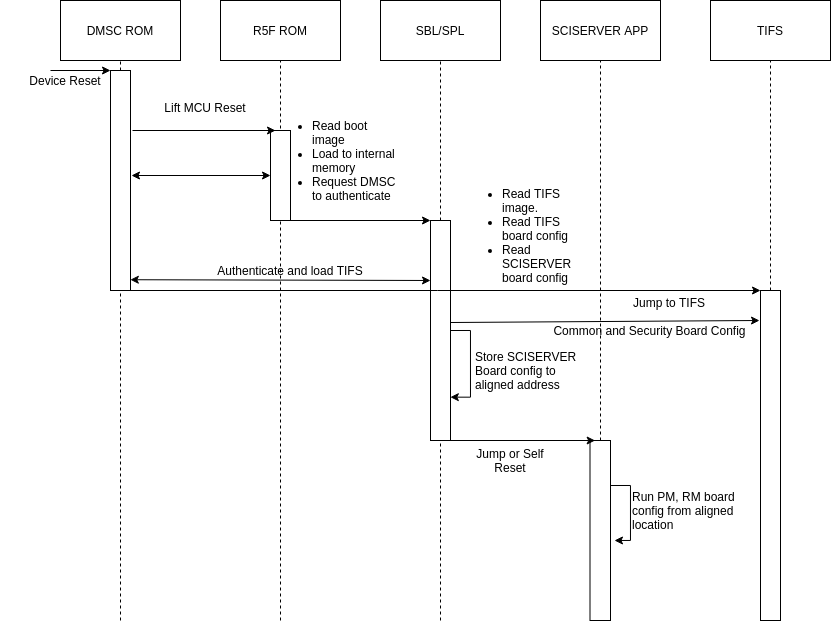 DMSC ROM
R5F ROM
SBL/SPL
SCISERVER APP
TIFS
Device Reset
Lift MCU Reset
• Read boot
image
• Load to internal
memory
• Request DMSC
to authenticate
• Read TIFS
image.
• Read TIFS
board config
• Read
SCISERVER
board config
Authenticate and load TIFS
Jump to TIFS
Common and Security Board Config
Store SCISERVER
Board config to
aligned address
Jump or Self
Reset
Run PM, RM board
config from aligned
location